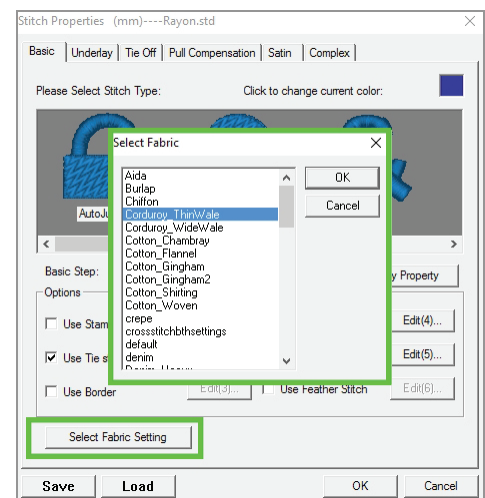 Stitch Properties (mm)----Rayon.std
Basic Underlay Tie Off Pull Compensation Satin Complex
Please Select Stitch Type: Click to change current color:
Select Fabric
Aida
Burlap
Chiffon
Corduroy_ThinWale
Corduroy_WideWale
Cotton_Chambray
Cotton_Flannel
Cotton_Gingham
Cotton_Gingham2
Cotton_Shirting
Cotton_Woven
crepe
crossstitchbthsettings
default
denim
OK
Cancel
Basic Step: Property
Options
Use Stam Edit(4)...
Use Tie Edit(5)...
Use Border Edit(3)... Use Feather Stitch Edit(6)...
Select Fabric Setting
Save Load OK Cancel